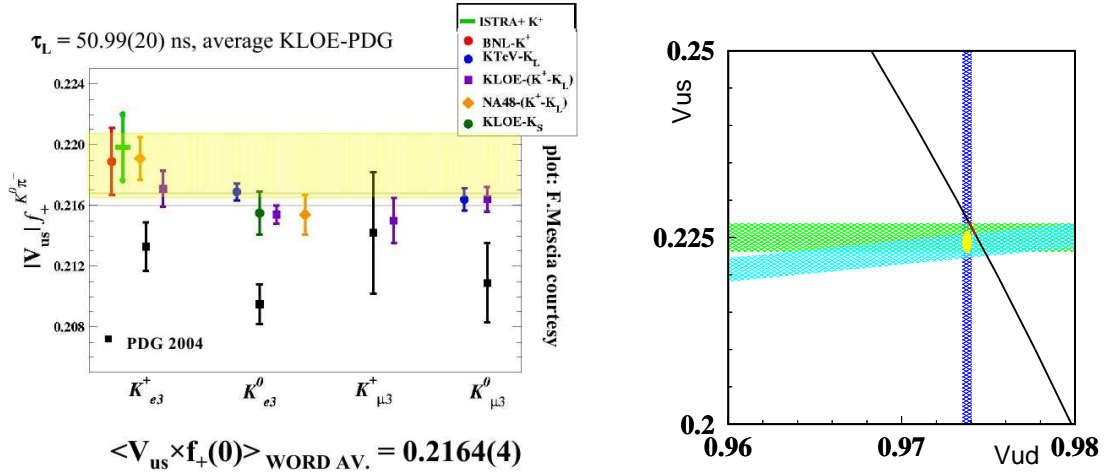 τL = 50.99(20) ns, average KLOE-PDG
ISTRA+ K+
BNL-K+
KTeV-KL
KLOE-(K+-KL)
NA48-(K+-KL)
KLOE-KS
0.224
0.220
0.216
0.212
0.208
|Vus| f+K0π−
PDG 2004
K+e3
K0e3
K+μ3
K0μ3
plot: F.Mescia courtesy
<Vus×f+(0)> WORD AV. = 0.2164(4)
0.25
Vus
0.225
0.2
0.96
0.97
0.98
Vud